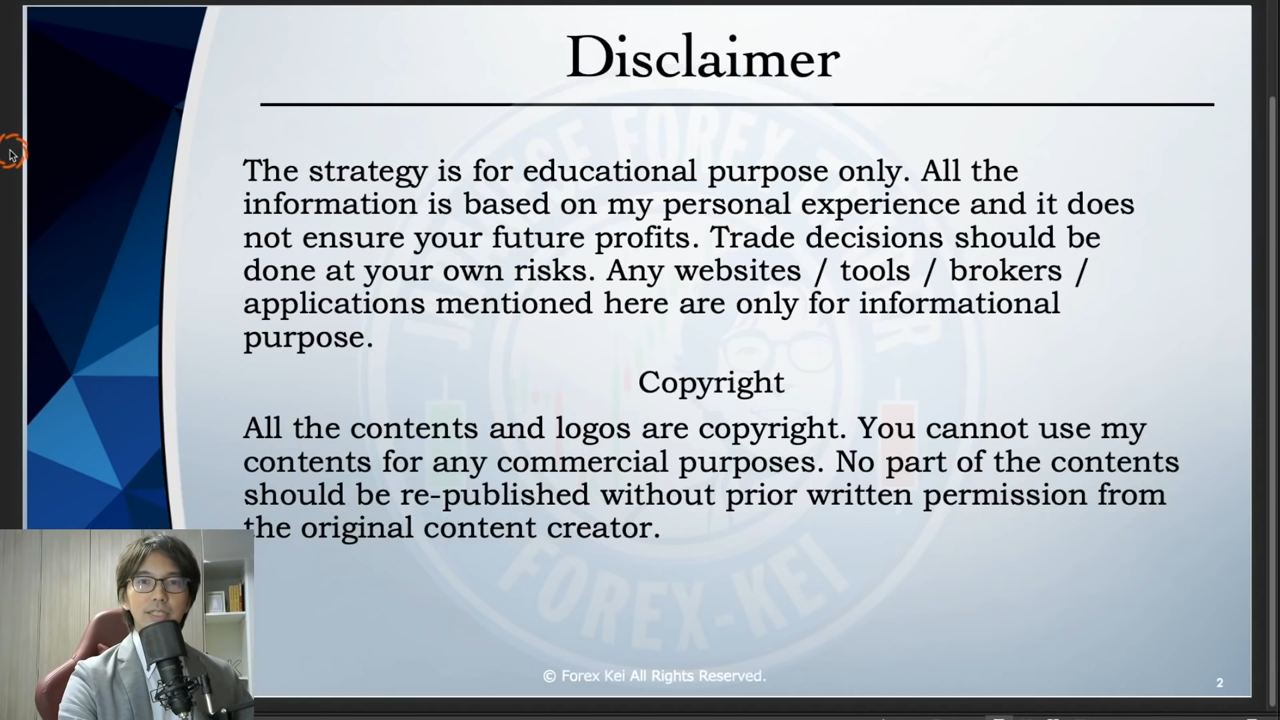 Disclaimer
The strategy is for educational purpose only. All the
information is based on my personal experience and it does
not ensure your future profits. Trade decisions should be
done at your own risks. Any websites / tools / brokers /
applications mentioned here are only for informational
purpose.
Copyright
All the contents and logos are copyright. You cannot use my
contents for any commercial purposes. No part of the contents
should be re-published without prior written permission from
the original content creator.
FOREX-KEI
© Forex Kei All Rights Reserved.
2